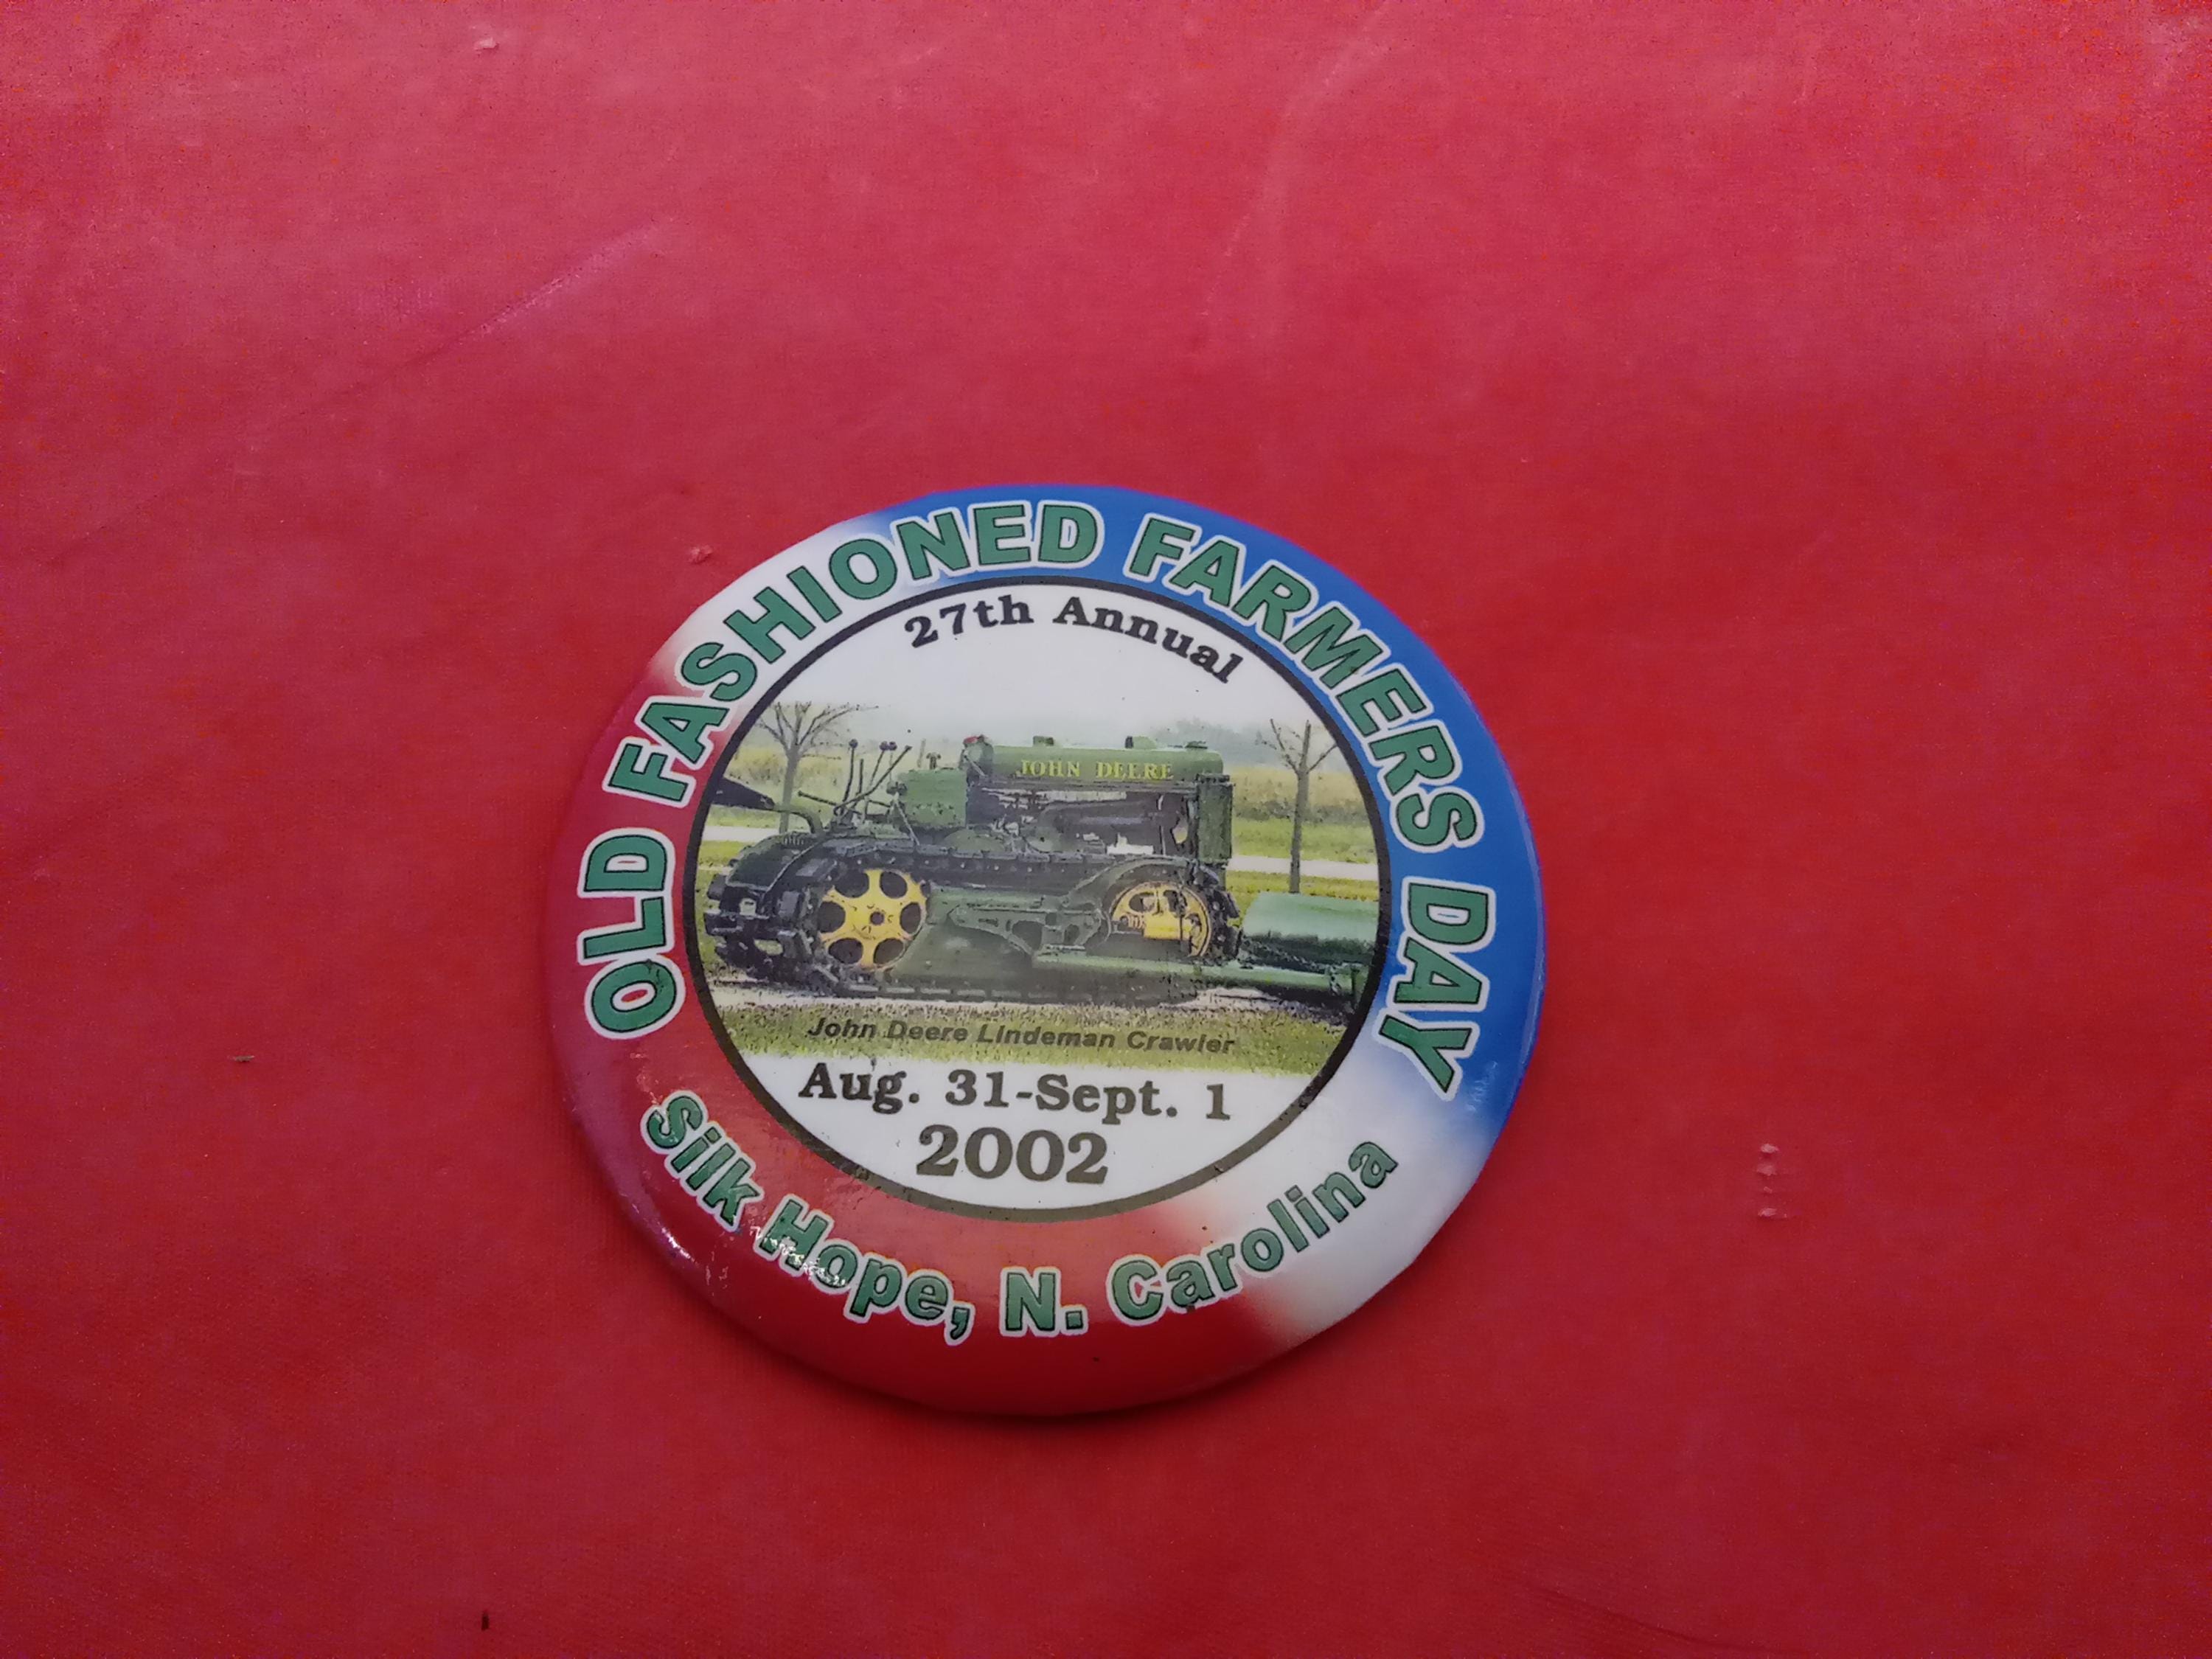 OLD FASHIONED FARMERS DAY
27th Annual
JOHN DEERE
John Deere Lindeman Crawler
Aug. 31-Sept. 1
2002
Silk Hope, N. Carolina